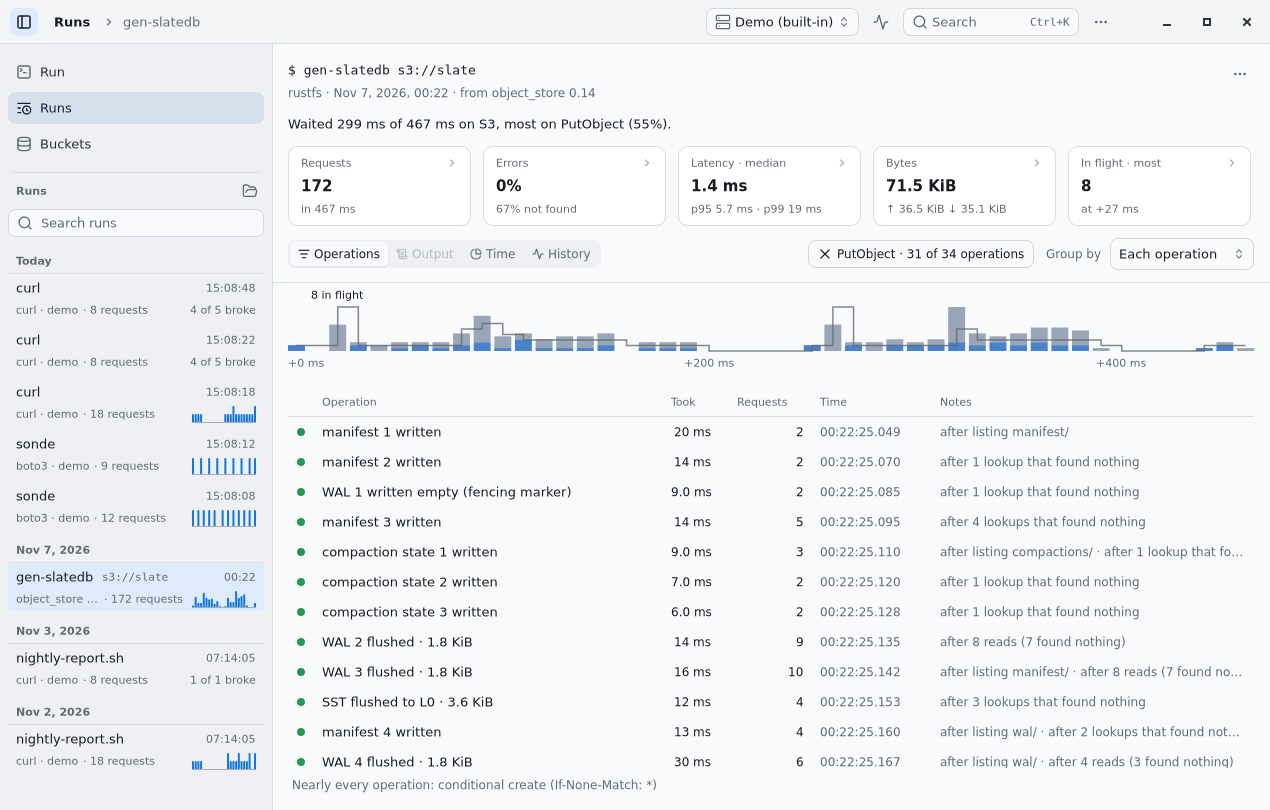 Runs > gen-slatedb
Demo (built-in)
Search Ctrl+K
Run
Runs
Buckets
Runs
Search runs
Today
curl 15:08:48
curl · demo · 8 requests 4 of 5 broke
curl 15:08:22
curl · demo · 8 requests 4 of 5 broke
curl 15:08:18
curl · demo · 18 requests
sonde 15:08:12
boto3 · demo · 9 requests
sonde 15:08:08
boto3 · demo · 12 requests
Nov 7, 2026
gen-slatedb s3://slate 00:22
object_store ... · 172 requests
Nov 3, 2026
nightly-report.sh 07:14:05
curl · demo · 8 requests 1 of 1 broke
Nov 2, 2026
nightly-report.sh 07:14:05
curl · demo · 18 requests
$ gen-slatedb s3://slate
rustfs · Nov 7, 2026, 00:22 · from object_store 0.14
Waited 299 ms of 467 ms on S3, most on PutObject (55%).
Requests
172
in 467 ms
Errors
0%
67% not found
Latency · median
1.4 ms
p95 5.7 ms · p99 19 ms
Bytes
71.5 KiB
↑ 36.5 KiB ↓ 35.1 KiB
In flight · most
8
at +27 ms
Operations Output Time History
PutObject · 31 of 34 operations
Group by Each operation
8 in flight
+0 ms +200 ms +400 ms
Operation Took Requests Time Notes
manifest 1 written 20 ms 2 00:22:25.049 after listing manifest/
manifest 2 written 14 ms 2 00:22:25.070 after 1 lookup that found nothing
WAL 1 written empty (fencing marker) 9.0 ms 2 00:22:25.085 after 1 lookup that found nothing
manifest 3 written 14 ms 5 00:22:25.095 after 4 lookups that found nothing
compaction state 1 written 9.0 ms 3 00:22:25.110 after listing compactions/ · after 1 lookup that fo...
compaction state 2 written 7.0 ms 2 00:22:25.120 after 1 lookup that found nothing
compaction state 3 written 6.0 ms 2 00:22:25.128 after 1 lookup that found nothing
WAL 2 flushed · 1.8 KiB 14 ms 9 00:22:25.135 after 8 reads (7 found nothing)
WAL 3 flushed · 1.8 KiB 16 ms 10 00:22:25.142 after listing manifest/ · after 8 reads (7 found no...
SST flushed to L0 · 3.6 KiB 12 ms 4 00:22:25.153 after 3 lookups that found nothing
manifest 4 written 13 ms 4 00:22:25.160 after listing wal/ · after 2 lookups that found not...
WAL 4 flushed · 1.8 KiB 30 ms 6 00:22:25.167 after listing wal/ · after 4 reads (3 found nothing)
Nearly every operation: conditional create (If-None-Match: *)